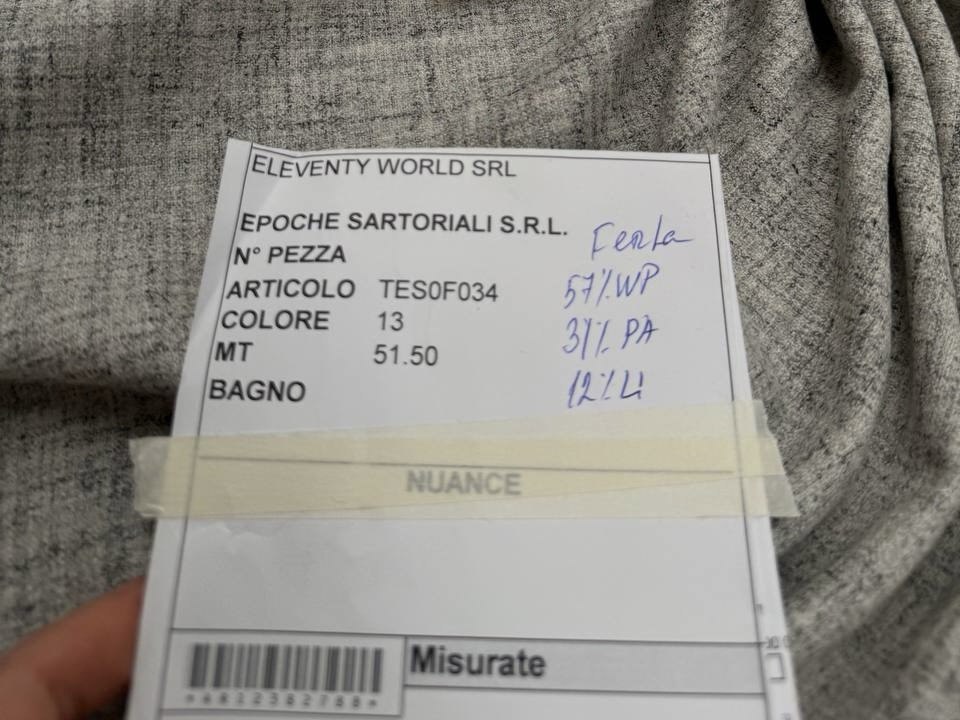 ELEVENTY WORLD SRL
EPOCHE SARTORIALI S.R.L.
N° PEZZA
ARTICOLO TES0F034
COLORE 13
MT 51.50
BAGNO
57% WP
31% PA
12% LI
NUANCE
Misurate